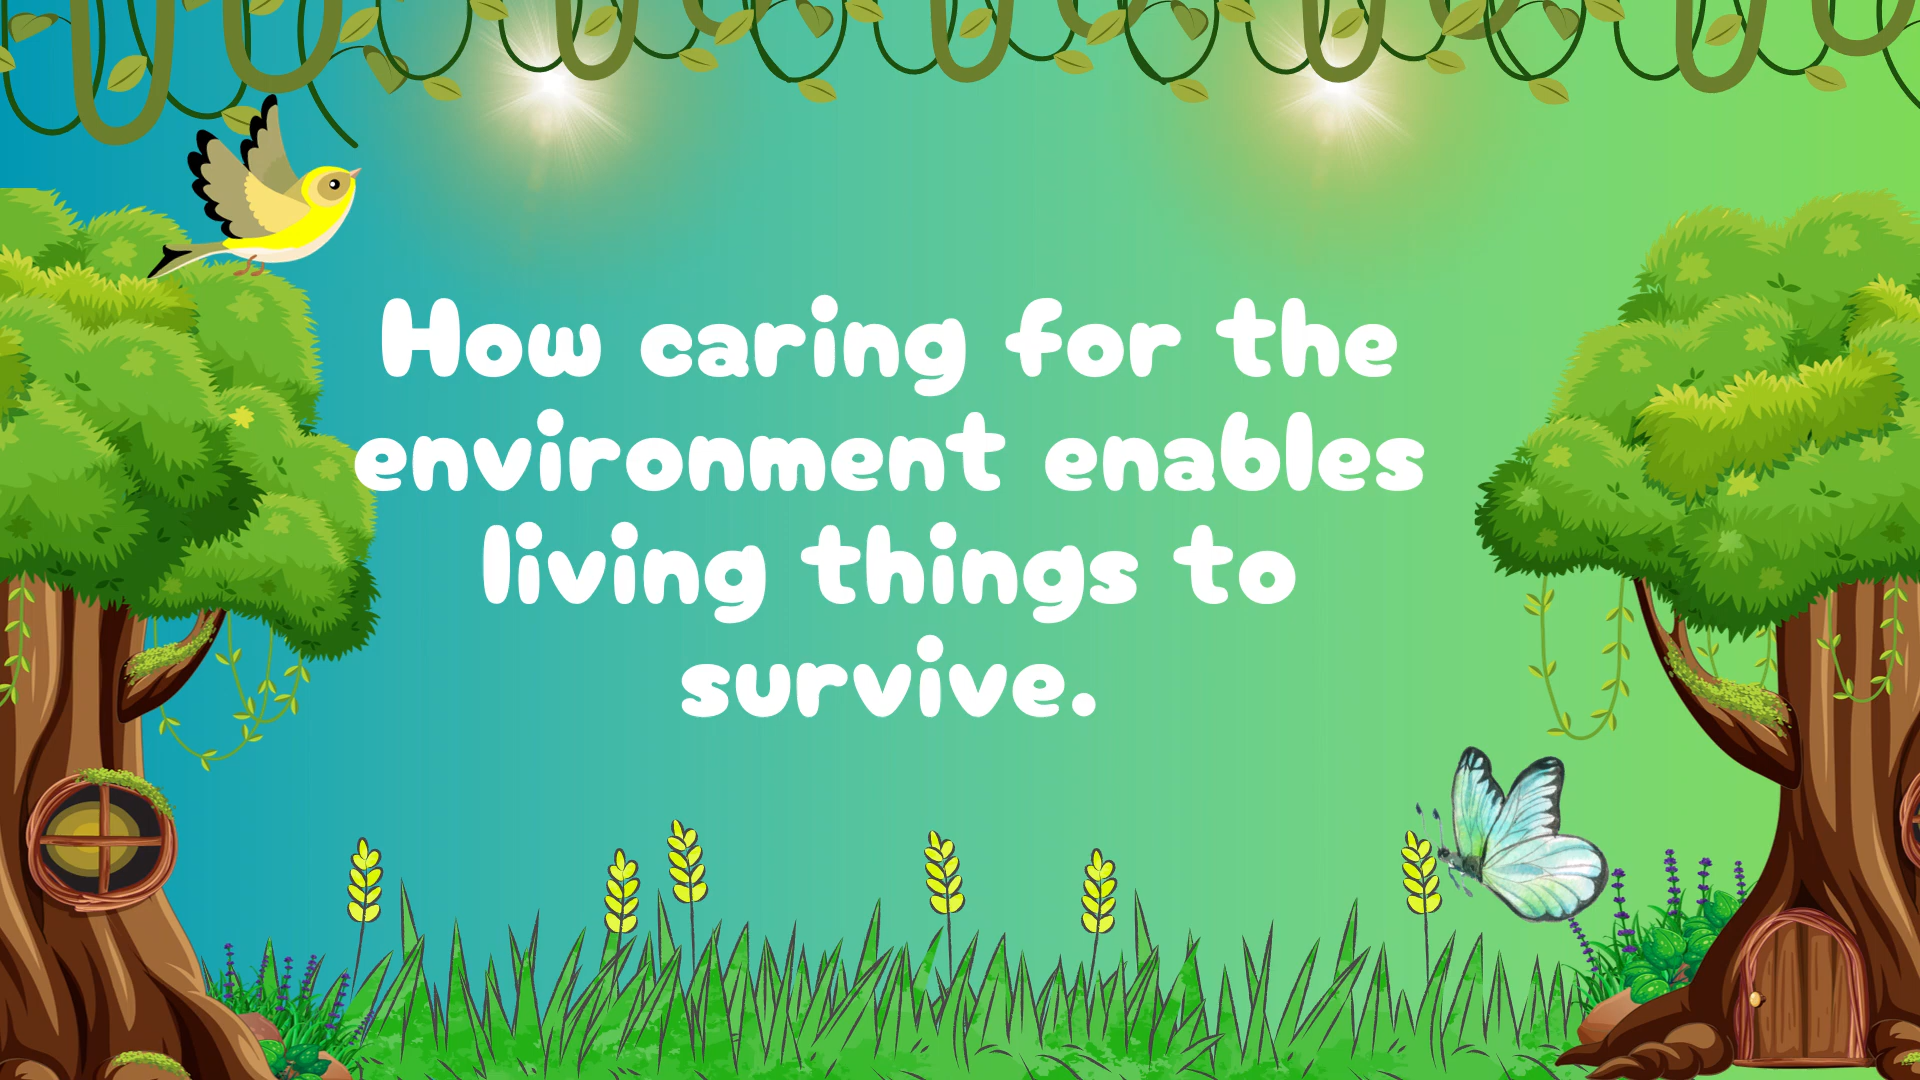 How caring for the
environment enables
living things to
survive.